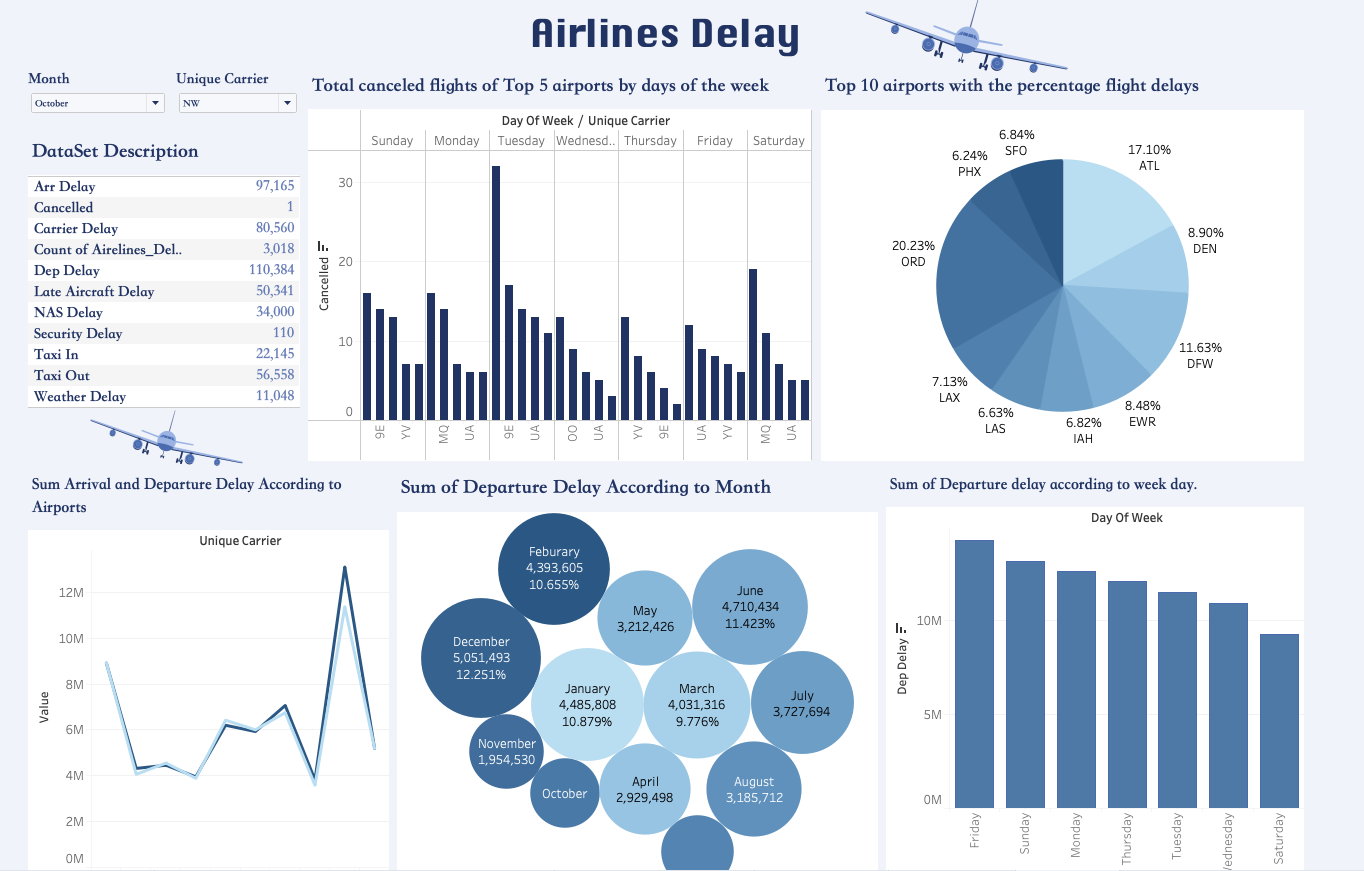 Airlines Delay
Month
Unique Carrier
October
NW
DataSet Description
Arr Delay 97,165
Cancelled 1
Carrier Delay 80,560
Count of Airelines_Del.. 3,018
Dep Delay 110,384
Late Aircraft Delay 50,341
NAS Delay 34,000
Security Delay 110
Taxi In 22,145
Taxi Out 56,558
Weather Delay 11,048
Total canceled flights of Top 5 airports by days of the week
Day Of Week / Unique Carrier
Sunday Monday Tuesday Wednesd.. Thursday Friday Saturday
Cancelled
30
20
10
0
9E YV MQ UA 9E UA OO UA YV 9E UA YV MQ UA
Top 10 airports with the percentage flight delays
6.84%
SFO
17.10%
ATL
6.24%
PHX
8.90%
DEN
20.23%
ORD
11.63%
DFW
7.13%
LAX
8.48%
EWR
6.63%
LAS
6.82%
IAH
Sum Arrival and Departure Delay According to
Airports
Unique Carrier
Value
12M
10M
8M
6M
4M
2M
0M
Sum of Departure Delay According to Month
Feburary
4,393,605
10.655%
May
3,212,426
June
4,710,434
11.423%
December
5,051,493
12.251%
January
4,485,808
10.879%
March
4,031,316
9.776%
July
3,727,694
November
1,954,530
October
April
2,929,498
August
3,185,712
Sum of Departure delay according to week day.
Day Of Week
Dep Delay
10M
5M
0M
Friday
Sunday
Monday
Thursday
Tuesday
ednesday
Saturday